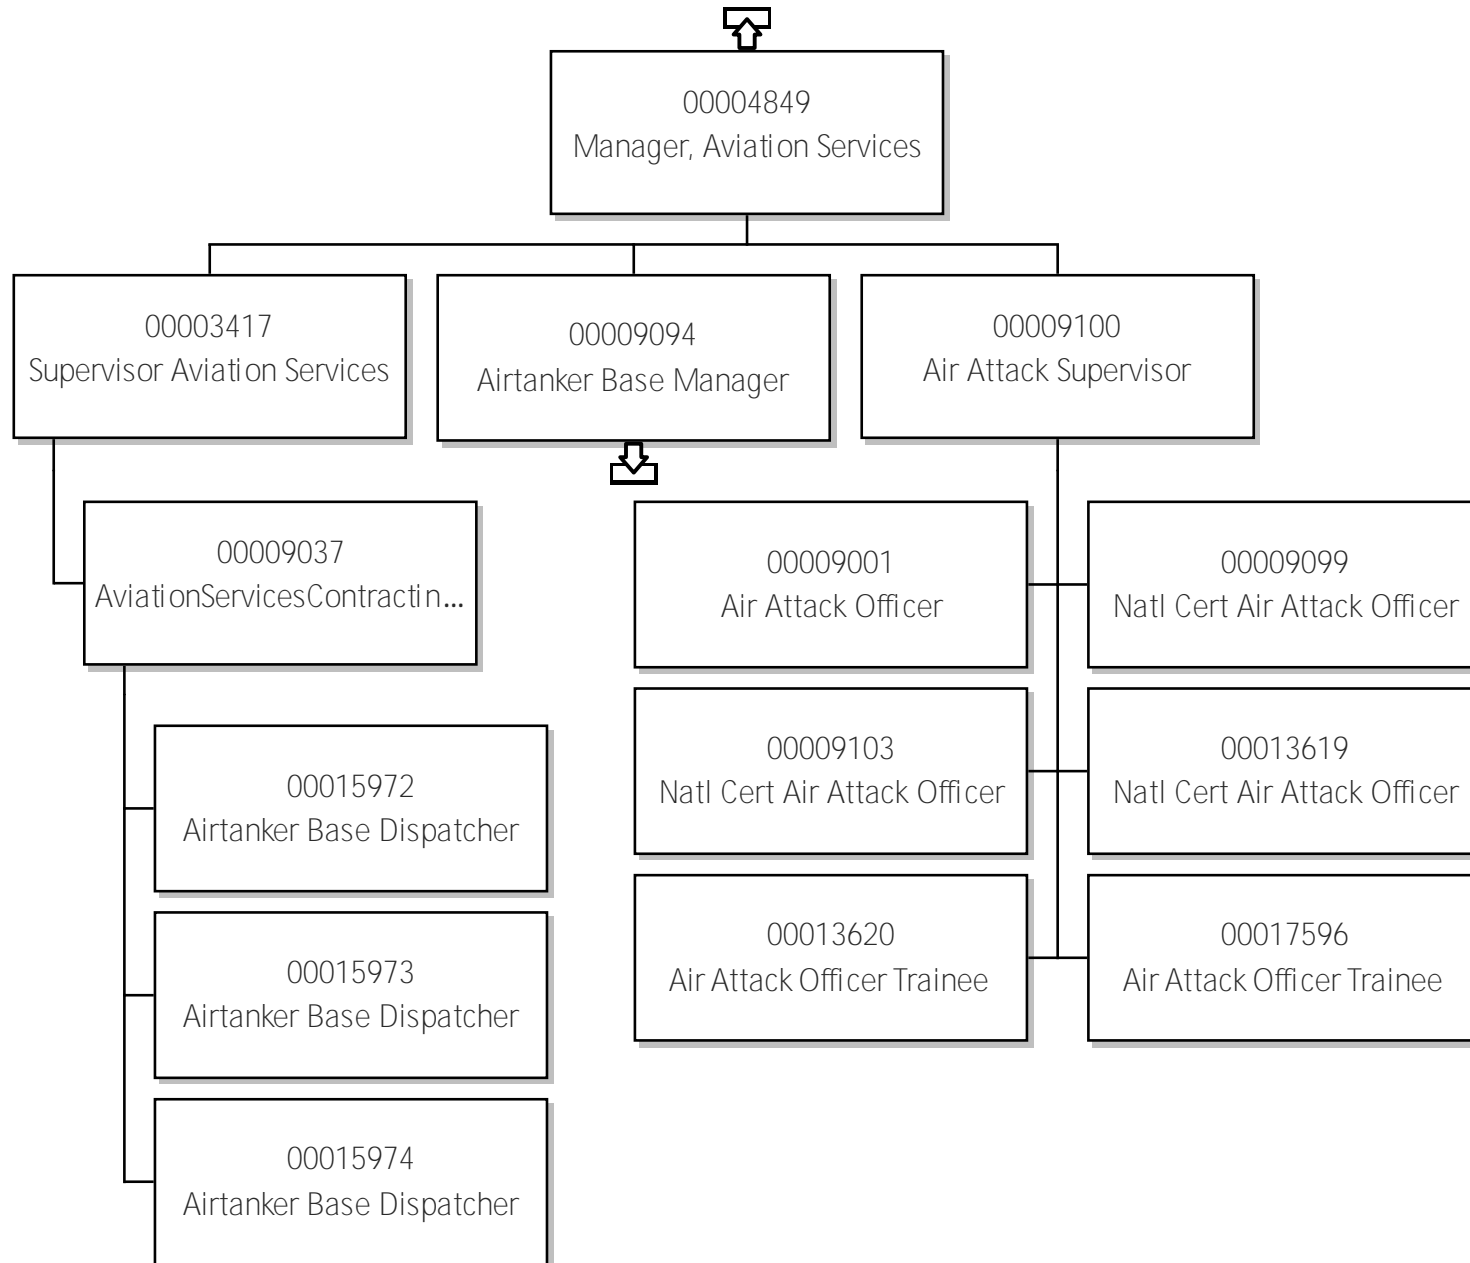 00004849
Manager, Aviation Services
00003417
Supervisor Aviation Services
00009094
Airtanker Base Manager
00009100
Air Attack Supervisor
00009037
AviationServicesContractin...
00015972
Airtanker Base Dispatcher
00015973
Airtanker Base Dispatcher
00015974
Airtanker Base Dispatcher
00009001
Air Attack Officer
00009099
Natl Cert Air Attack Officer
00009103
Natl Cert Air Attack Officer
00013619
Natl Cert Air Attack Officer
00013620
Air Attack Officer Trainee
00017596
Air Attack Officer Trainee